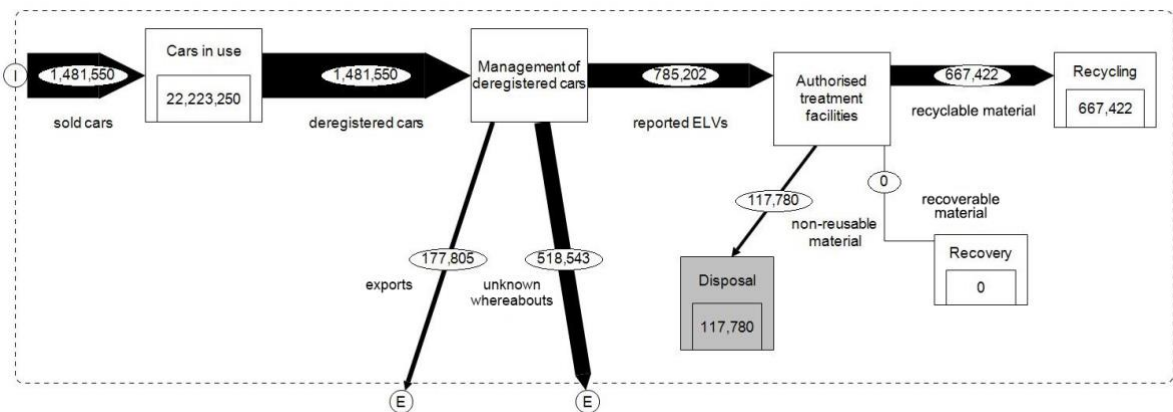 Cars in use
22,223,250
I
1,481,550
sold cars
1,481,550
deregistered cars
Management of
deregistered cars
785,202
reported ELVs
Authorised
treatment
facilities
667,422
recyclable material
Recycling
667,422
0
recoverable
material
Recovery
0
117,780
non-reusable
material
Disposal
117,780
177,805
exports
518,543
unknown
whereabouts
E
E